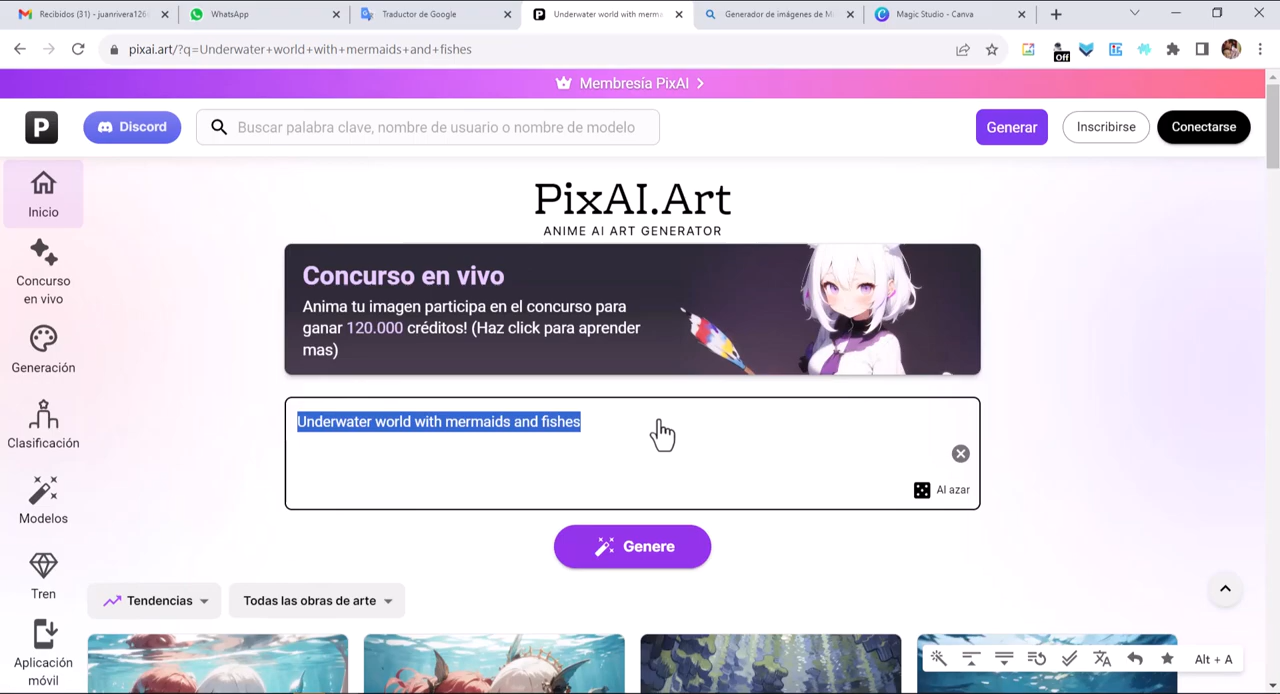 Recibidos (31) - juanrivera126
WhatsApp
Traductor de Google
Underwater world with merma
Generador de imágenes de M
Magic Studio - Canva
pixai.art/?q=Underwater+world+with+mermaids+and+fishes
Off
Membresía PixAI
P
Discord
Buscar palabra clave, nombre de usuario o nombre de modelo
Generar
Inscribirse
Conectarse
Inicio
Concurso
en vivo
Generación
Clasificación
Modelos
Tren
Aplicación
móvil
PixAI.Art
ANIME AI ART GENERATOR
Concurso en vivo
Anima tu imagen participa en el concurso para
ganar 120.000 créditos! (Haz click para aprender
mas)
Underwater world with mermaids and fishes
Al azar
Genere
Tendencias
Todas las obras de arte
Alt + A